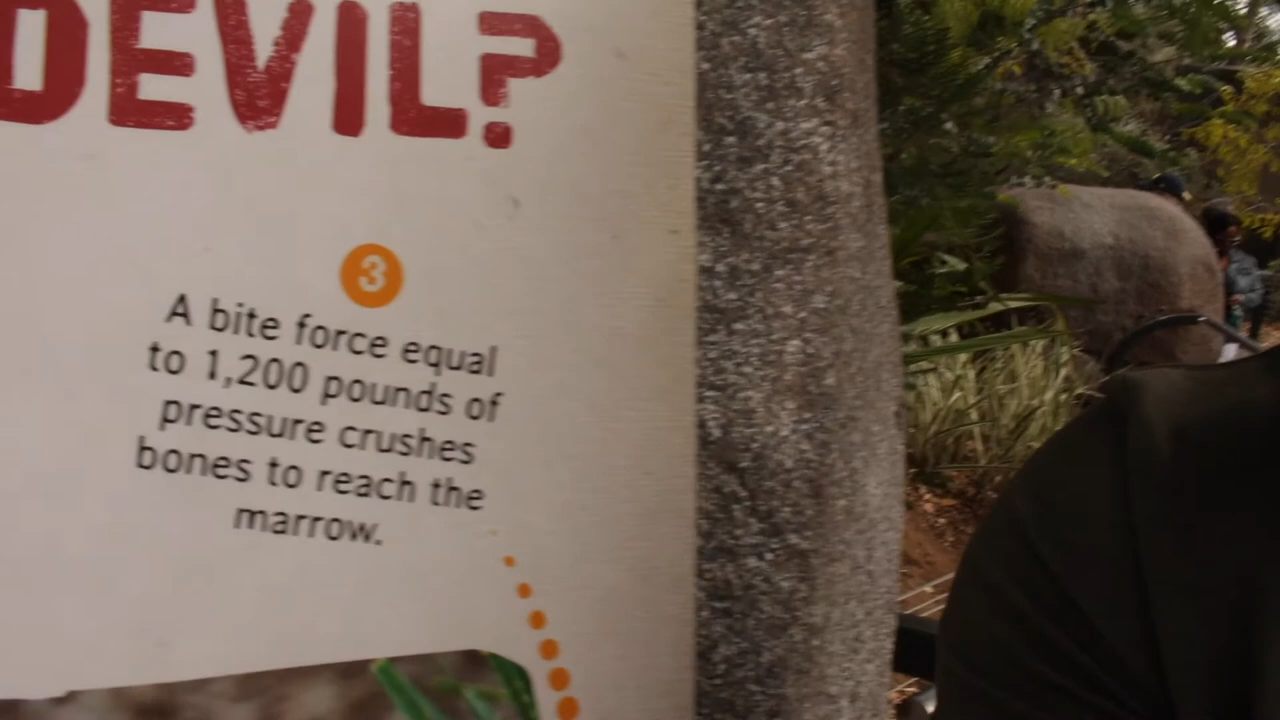 DEVIL?
3
A bite force equal
to 1,200 pounds of
pressure crushes
bones to reach the
marrow.